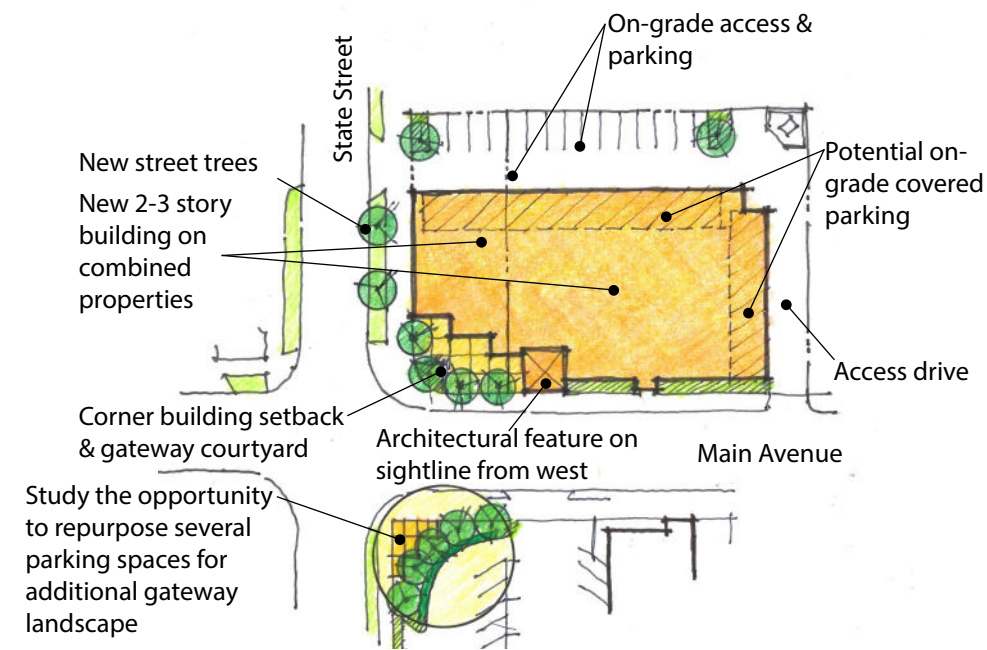 On-grade access &
parking
State Street
New street trees
New 2-3 story
building on
combined
properties
Potential on-
grade covered
parking
Access drive
Corner building setback
& gateway courtyard
Architectural feature on
sightline from west
Main Avenue
Study the opportunity
to repurpose several
parking spaces for
additional gateway
landscape